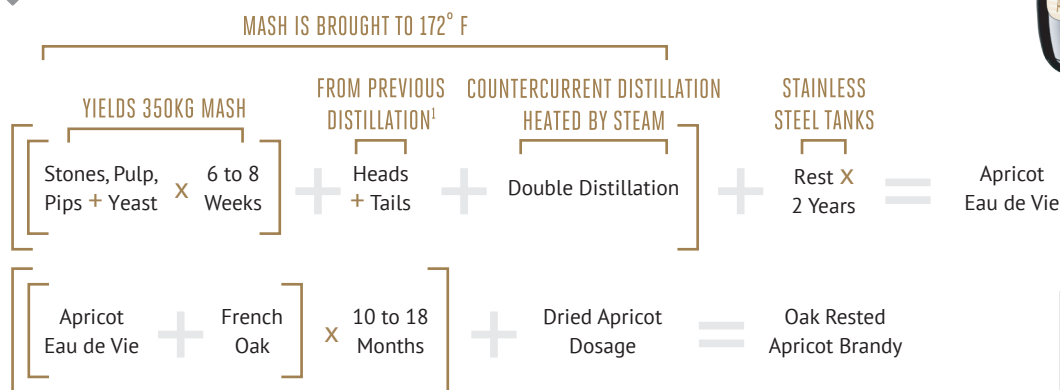 MASH IS BROUGHT TO 172° F
YIELDS 350KG MASH
FROM PREVIOUS
DISTILLATION¹
COUNTERCURRENT DISTILLATION
HEATED BY STEAM
STAINLESS
STEEL TANKS
Stones, Pulp,
Pips + Yeast
x
6 to 8
Weeks
+
Heads
+ Tails
+
Double Distillation
+
Rest x
2 Years
=
Apricot
Eau de Vie
Apricot
Eau de Vie
+
French
Oak
x
10 to 18
Months
+
Dried Apricot
Dosage
=
Oak Rested
Apricot Brandy